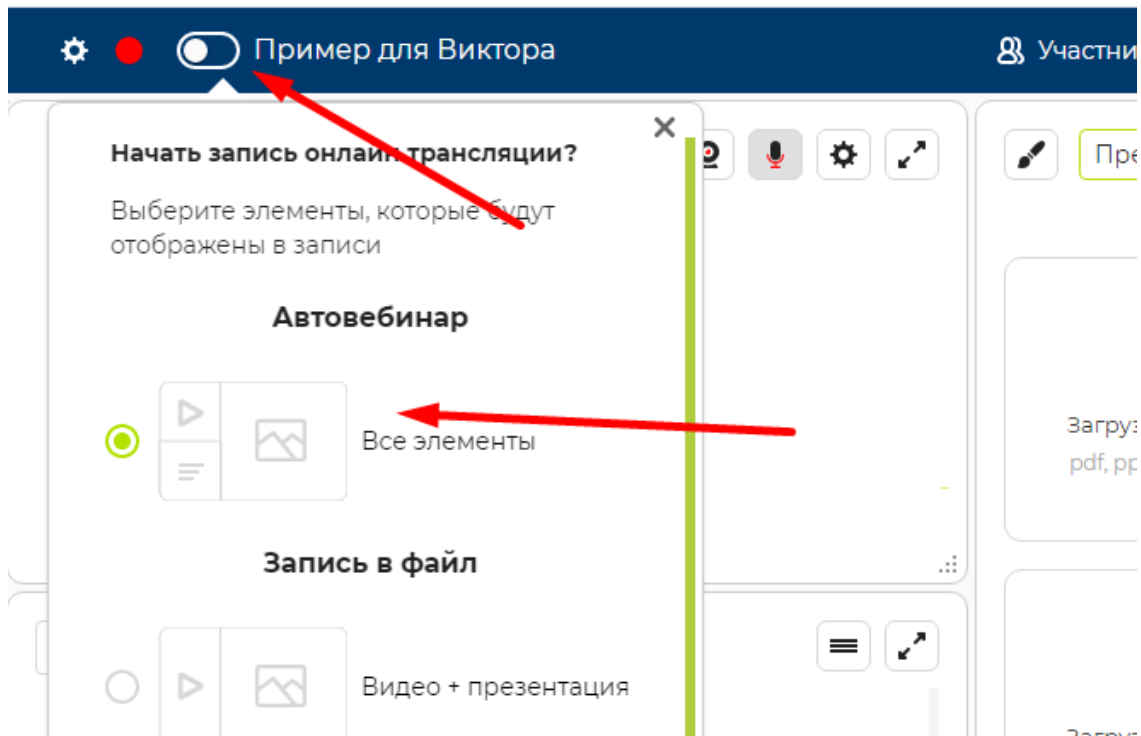 Пример для Виктора
Участни
Начать запись онлайн трансляции?
Выберите элементы, которые будут
отображены в записи
Автовебинар
Все элементы
Запись в файл
Видео + презентация
Пре
Загруз
pdf, pp
Загруз